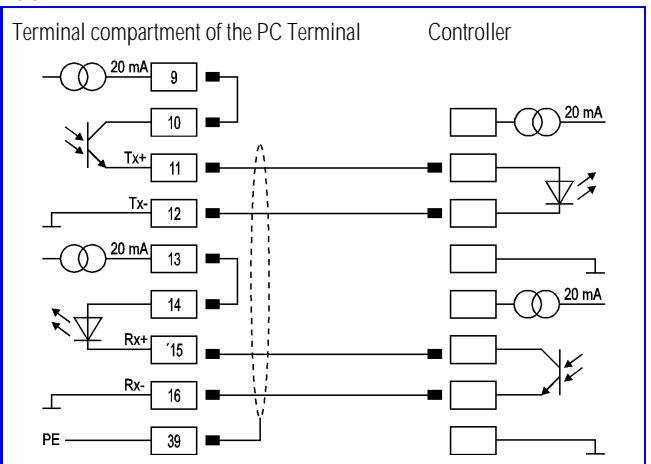 Terminal compartment of the PC Terminal Controller
20 mA 9
10 20 mA
Tx+ 11
Tx- 12
20 mA 13
14 20 mA
Rx+ ´15
Rx- 16
PE 39